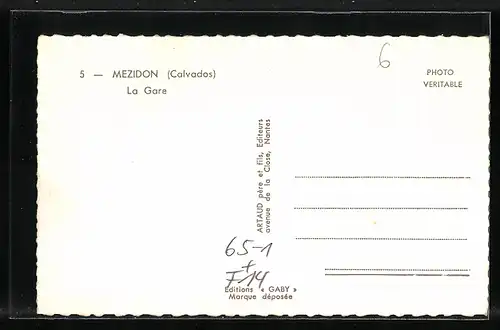 5 — MEZIDON (Calvados)
La Gare
6
PHOTO
VERITABLE
ARTAUD père et fils, Editeurs
avenue de la Close, Nantes
65-1
+
F14
Editions « GABY »
Marque déposée